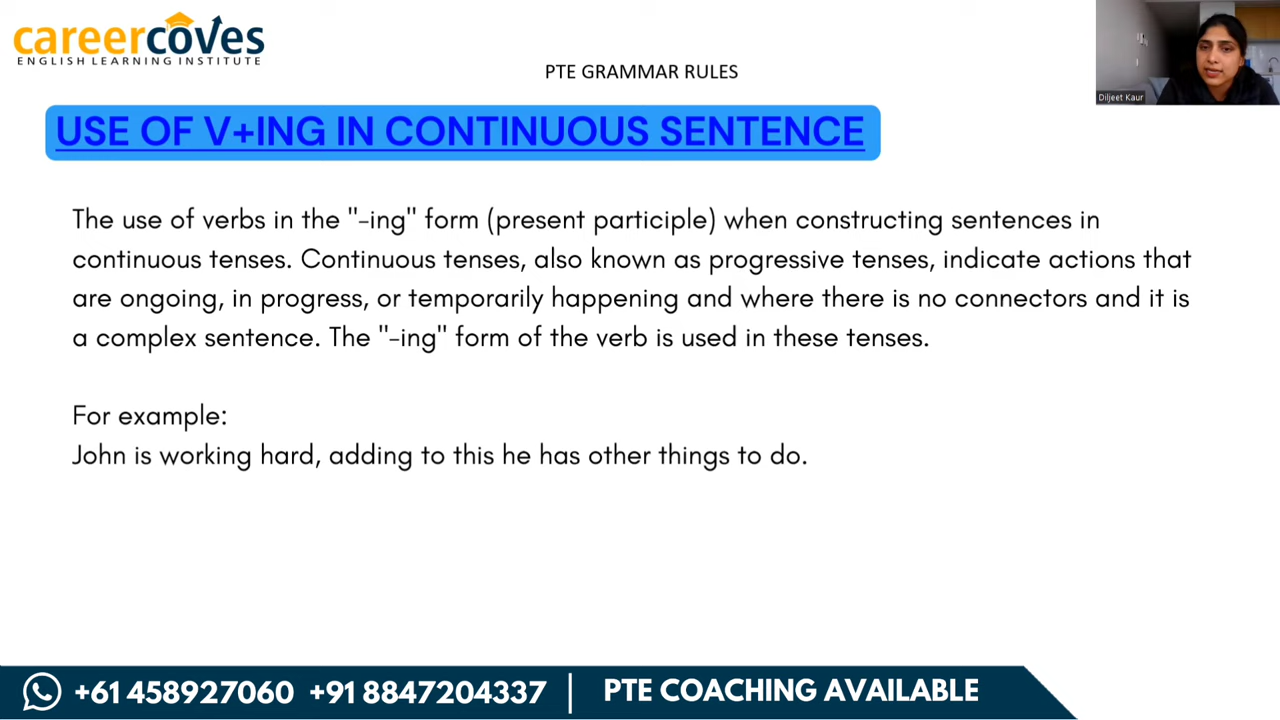 careercoves
ENGLISH LEARNING INSTITUTE
PTE GRAMMAR RULES
Diljeet Kaur
USE OF V+ING IN CONTINUOUS SENTENCE
The use of verbs in the "-ing" form (present participle) when constructing sentences in
continuous tenses. Continuous tenses, also known as progressive tenses, indicate actions that
are ongoing, in progress, or temporarily happening and where there is no connectors and it is
a complex sentence. The "-ing" form of the verb is used in these tenses.
For example:
John is working hard, adding to this he has other things to do.
+61 458927060 +91 8847204337 | PTE COACHING AVAILABLE